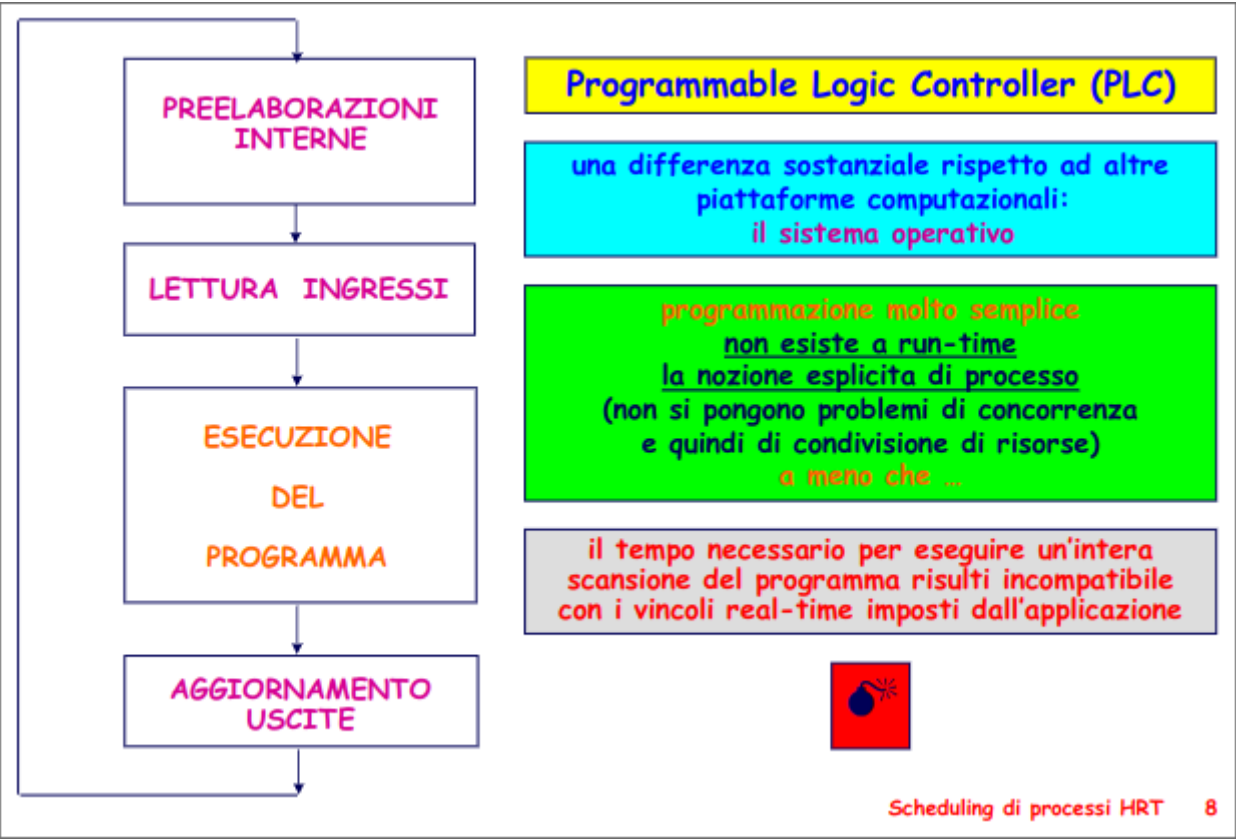 PREELABORAZIONI
INTERNE
LETTURA INGRESSI
ESECUZIONE
DEL
PROGRAMMA
AGGIORNAMENTO
USCITE
Programmable Logic Controller (PLC)
una differenza sostanziale rispetto ad altre
piattaforme computazionali:
il sistema operativo
programmazione molto semplice
non esiste a run-time
la nozione esplicita di processo
(non si pongono problemi di concorrenza
e quindi di condivisione di risorse)
a meno che …
il tempo necessario per eseguire un'intera
scansione del programma risulti incompatibile
con i vincoli real-time imposti dall'applicazione
Scheduling di processi HRT 8